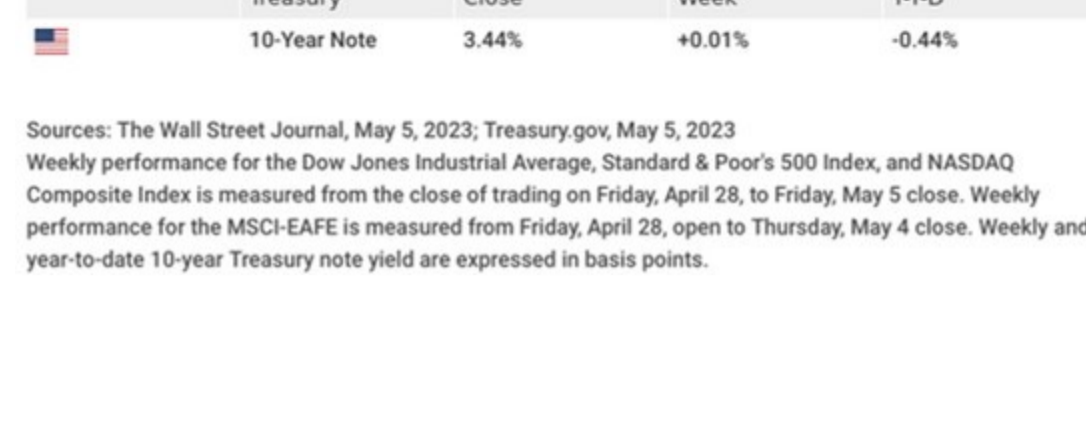 Treasury Close Week Y-T-D
10-Year Note 3.44% +0.01% -0.44%
Sources: The Wall Street Journal, May 5, 2023; Treasury.gov, May 5, 2023
Weekly performance for the Dow Jones Industrial Average, Standard & Poor's 500 Index, and NASDAQ
Composite Index is measured from the close of trading on Friday, April 28, to Friday, May 5 close. Weekly
performance for the MSCI-EAFE is measured from Friday, April 28, open to Thursday, May 4 close. Weekly and
year-to-date 10-year Treasury note yield are expressed in basis points.